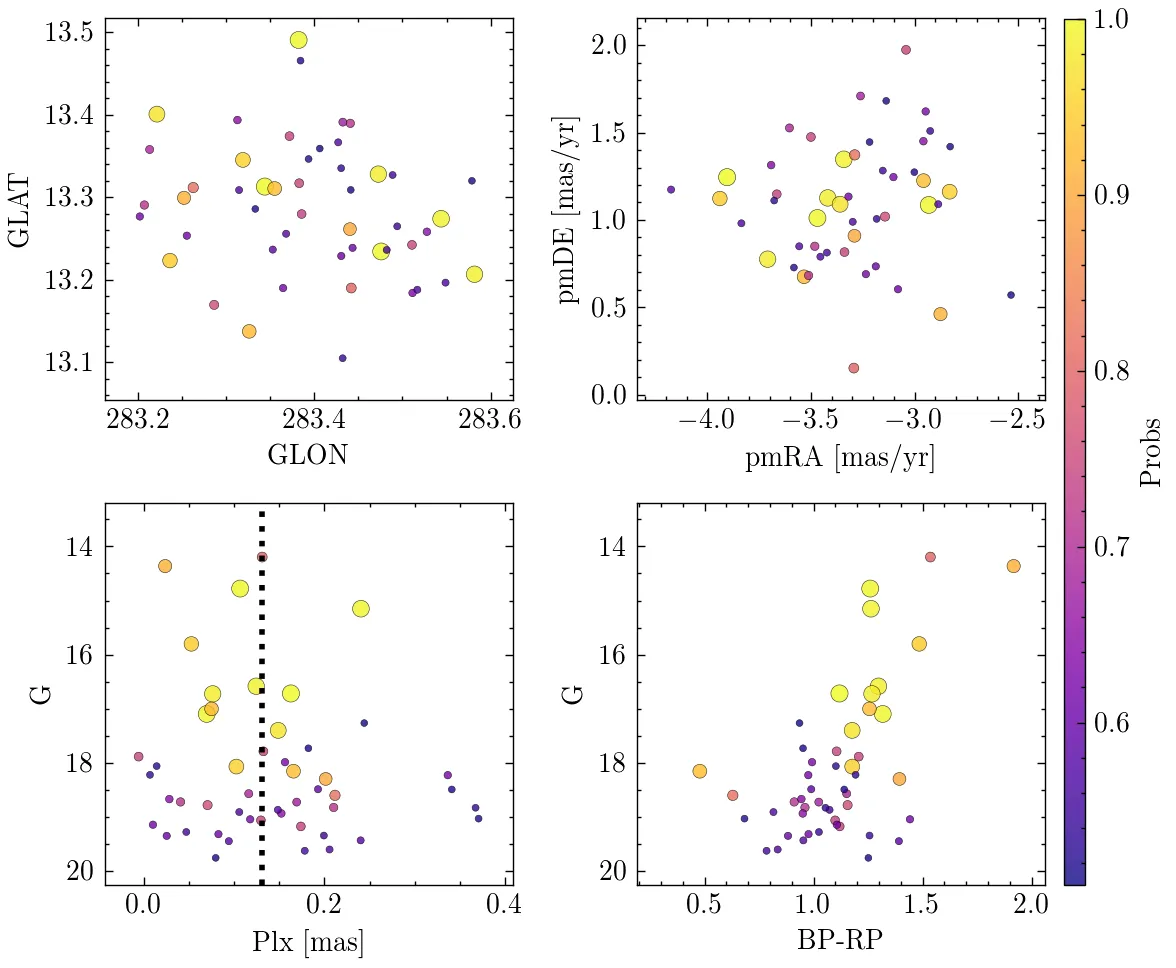 13.5
13.4
13.3
13.2
13.1
GLAT
283.2 283.4 283.6
GLON
2.0
1.5
1.0
0.5
0.0
pmDE [mas/yr]
−4.0 −3.5 −3.0 −2.5
pmRA [mas/yr]
14
16
18
20
G
0.0 0.2 0.4
Plx [mas]
14
16
18
20
G
0.5 1.0 1.5 2.0
BP-RP
1.0
0.9
0.8
0.7
0.6
Probs